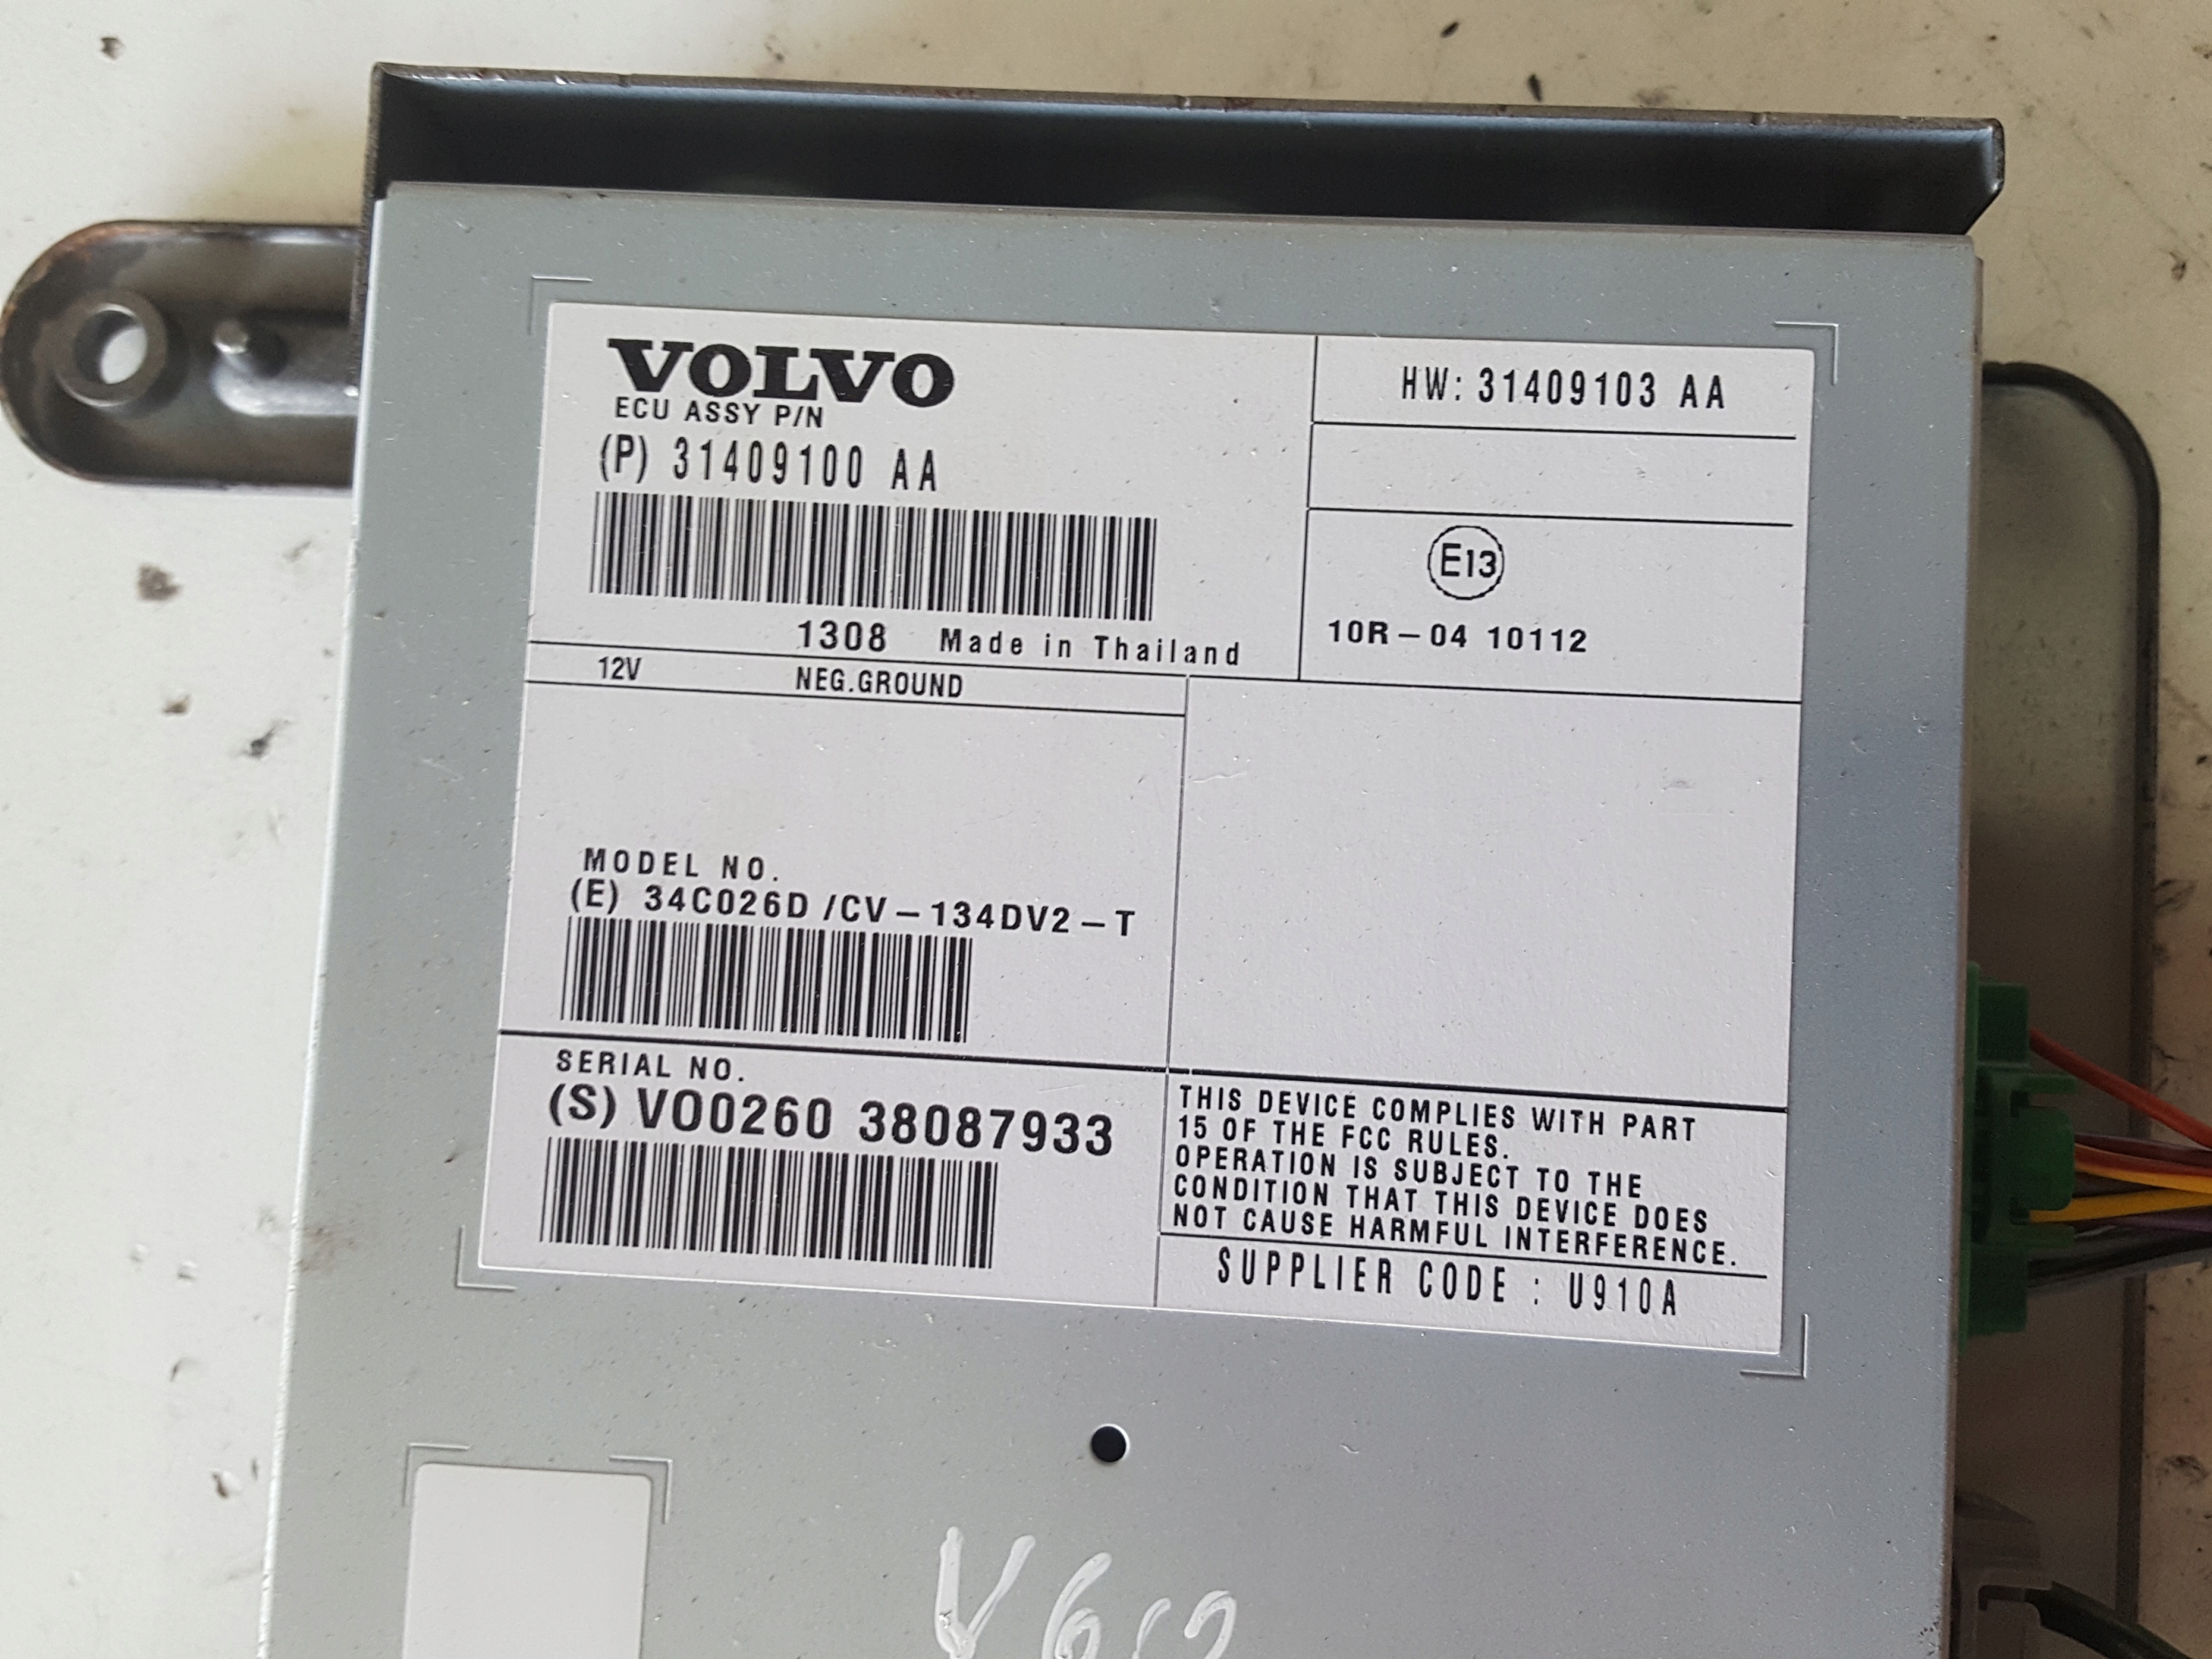 VOLVO
ECU ASSY P/N
(P) 31409100 AA
1308 Made in Thailand
12V NEG.GROUND
HW: 31409103 AA
E13
10R-04 10112
MODEL NO.
(E) 34C026D /CV-134DV2-T
SERIAL NO.
(S) VO0260 38087933
THIS DEVICE COMPLIES WITH PART
15 OF THE FCC RULES.
OPERATION IS SUBJECT TO THE
CONDITION THAT THIS DEVICE DOES
NOT CAUSE HARMFUL INTERFERENCE.
SUPPLIER CODE : U910A